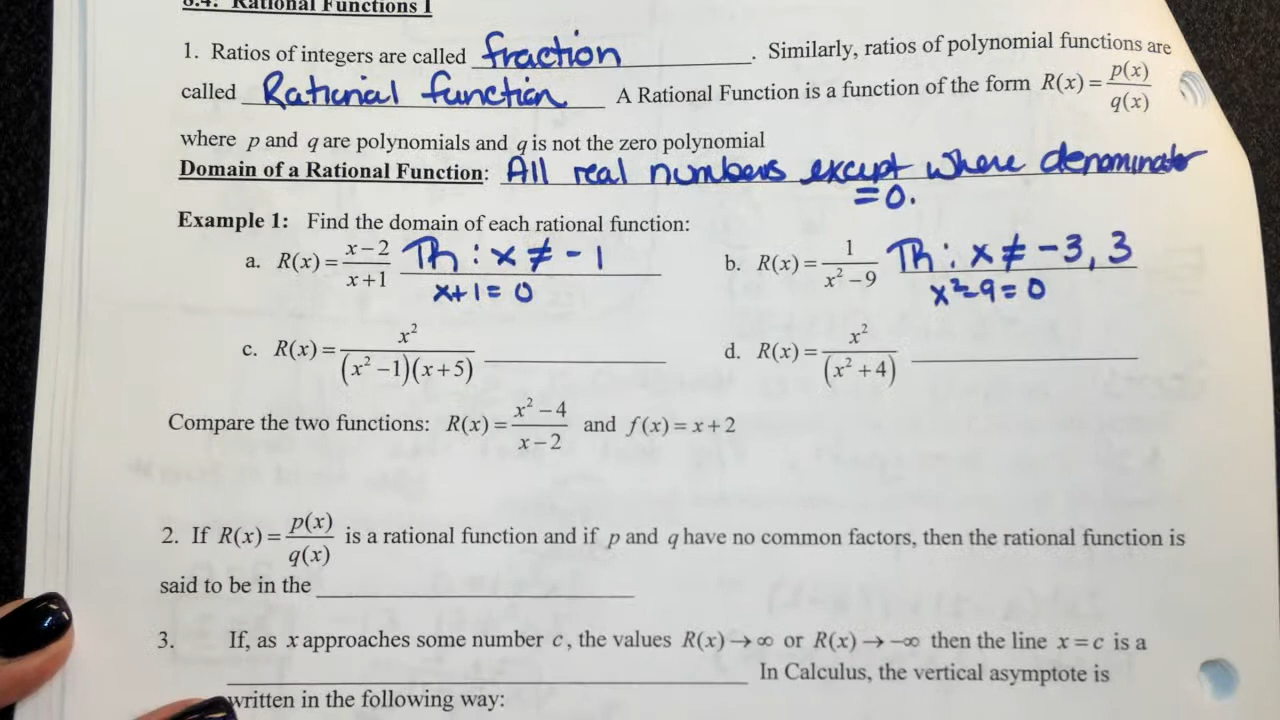 8.4: Rational Functions I
1. Ratios of integers are called fraction. Similarly, ratios of polynomial functions are
called Rational function A Rational Function is a function of the form R(x) = p(x)/q(x)
where p and q are polynomials and q is not the zero polynomial
Domain of a Rational Function: All real numbers except where denominator
= 0.
Example 1: Find the domain of each rational function:
a. R(x) = (x − 2)/(x + 1) : x ≠ −1 b. R(x) = 1/(x² − 9) : x ≠ −3, 3
x+1 = 0 x²−9 = 0
c. R(x) = x²/((x² − 1)(x + 5)) d. R(x) = x²/(x² + 4)
Compare the two functions: R(x) = (x² − 4)/(x − 2) and f(x) = x + 2
2. If R(x) = p(x)/q(x) is a rational function and if p and q have no common factors, then the rational function is
said to be in the
3. If, as x approaches some number c, the values R(x) → ∞ or R(x) → −∞ then the line x = c is a
In Calculus, the vertical asymptote is
written in the following way: